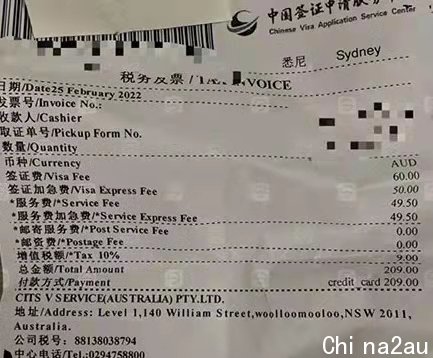 中国签证申请服务中心
Chinese Visa Application Service Center
悉尼 Sydney
税务发票/ INVOICE
日期/Date25 February 2022
发票号/Invoice No.:
收款人/Cashier
取证单号/Pickup Form No.
数量/Quantity
币种/Currency AUD
签证费/Visa Fee 60.00
签证加急费/Visa Express Fee 50.00
*服务费/*Service Fee 49.50
*服务费加急费/*Service Express Fee 49.50
*邮寄服务费/*Post Service Fee 0.00
*邮资费/*Postage Fee 0.00
增值税额/*Tax 10% 9.00
总金额/Total Amount 209.00
付款方式/Payment credit card 209.00
CITS V SERVICE(AUSTRALIA) PTY.LTD.
地址/Address: Level 1,140 William Street,woolloomooloo,NSW 2011,
Australia.
公司税号: 88138038794
中心电话/Tel:0294758800
Chi na2au